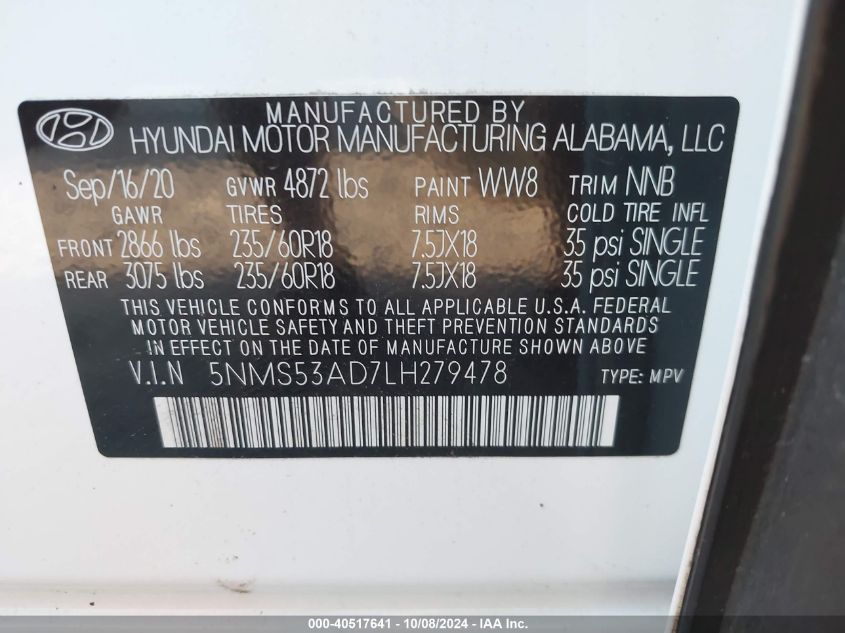 MANUFACTURED BY
HYUNDAI MOTOR MANUFACTURING ALABAMA, LLC
Sep/16/20 GVWR 4872 lbs PAINT WW8 TRIM NNB
GAWR TIRES RIMS COLD TIRE INFL
FRONT 2866 lbs 235/60R18 7.5JX18 35 psi SINGLE
REAR 3075 lbs 235/60R18 7.5JX18 35 psi SINGLE
THIS VEHICLE CONFORMS TO ALL APPLICABLE U.S.A. FEDERAL
MOTOR VEHICLE SAFETY AND THEFT PREVENTION STANDARDS
IN EFFECT ON THE DATE OF MANUFACTURE SHOWN ABOVE
V.I.N 5NMS53AD7LH279478 TYPE: MPV
000-40517641 - 10/08/2024 - IAA Inc.